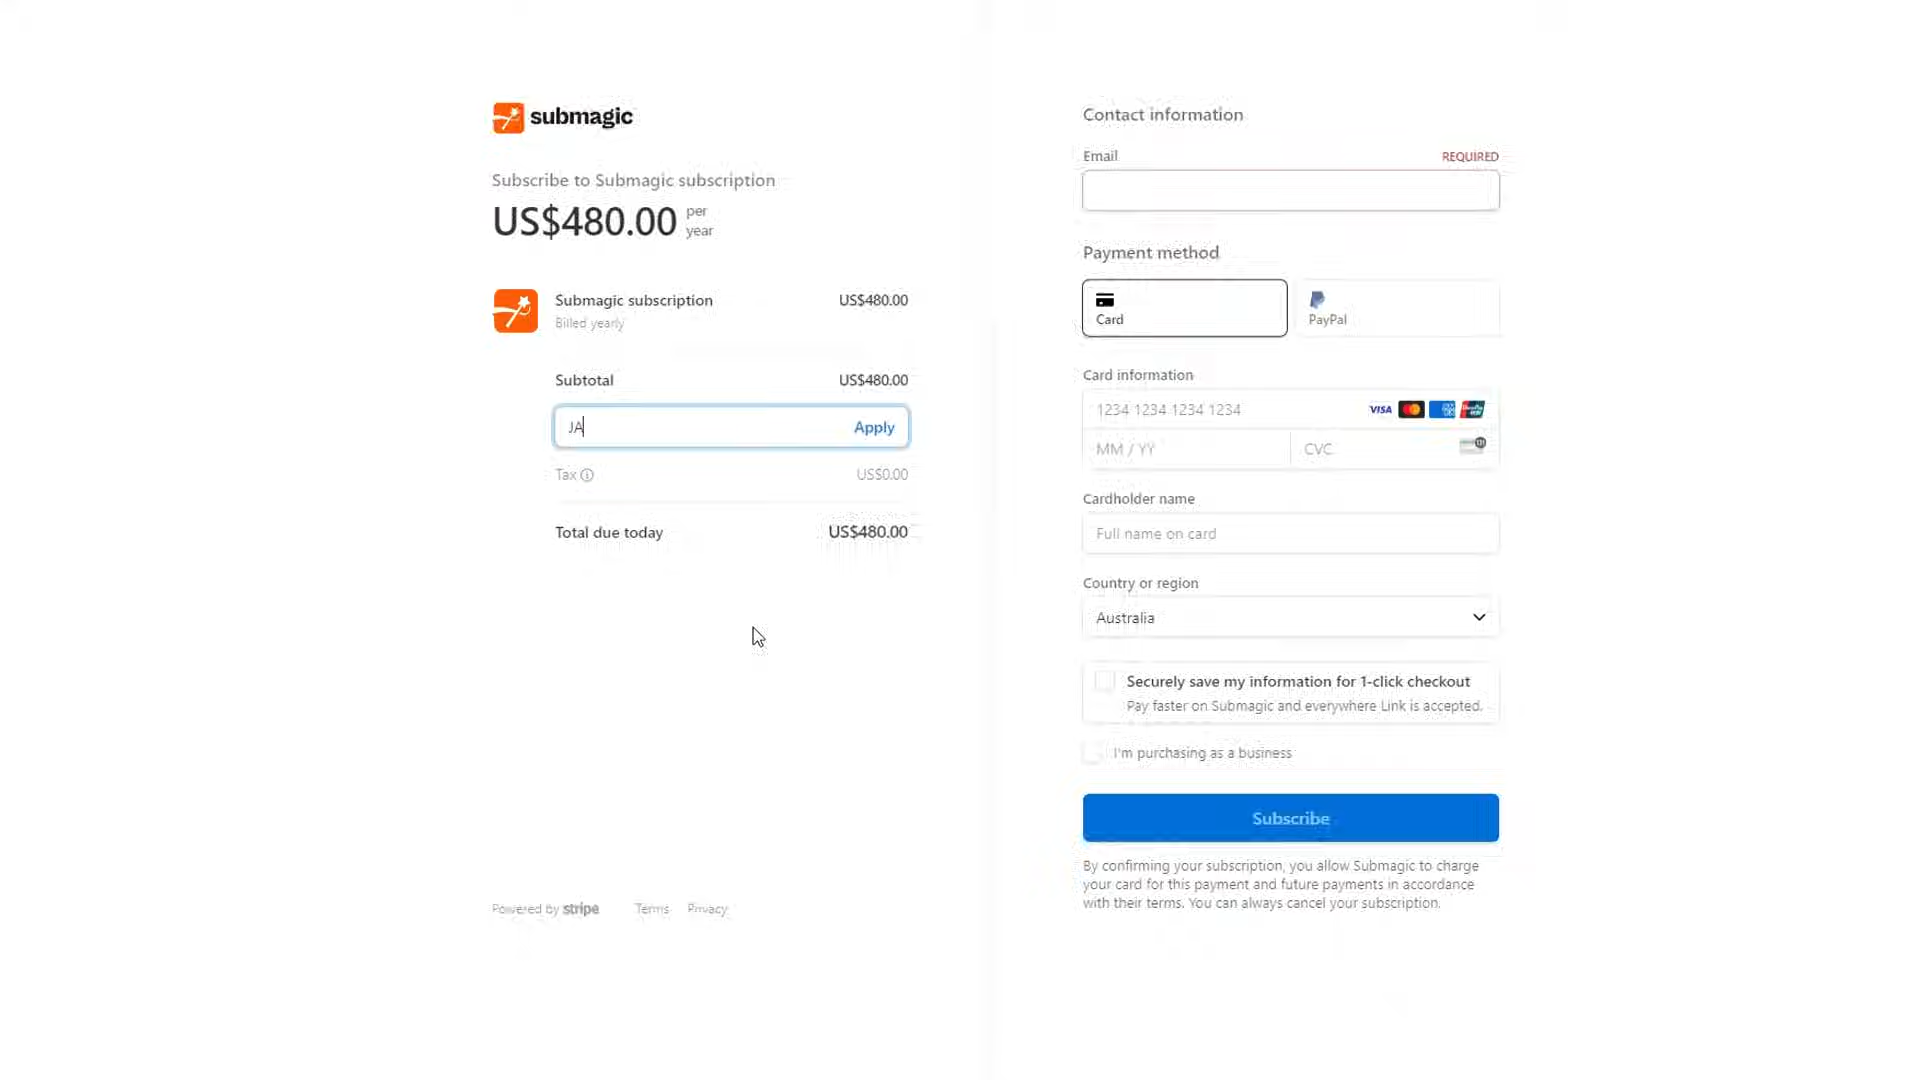 submagic
Subscribe to Submagic subscription
US$480.00 per year
Submagic subscription US$480.00
Billed yearly
Subtotal US$480.00
JA Apply
Tax US$0.00
Total due today US$480.00
Powered by stripe Terms Privacy
Contact information
Email REQUIRED
Payment method
Card PayPal
Card information
1234 1234 1234 1234 VISA
MM / YY CVC
Cardholder name
Full name on card
Country or region
Australia
Securely save my information for 1-click checkout
Pay faster on Submagic and everywhere Link is accepted.
I'm purchasing as a business
Subscribe
By confirming your subscription, you allow Submagic to charge
your card for this payment and future payments in accordance
with their terms. You can always cancel your subscription.